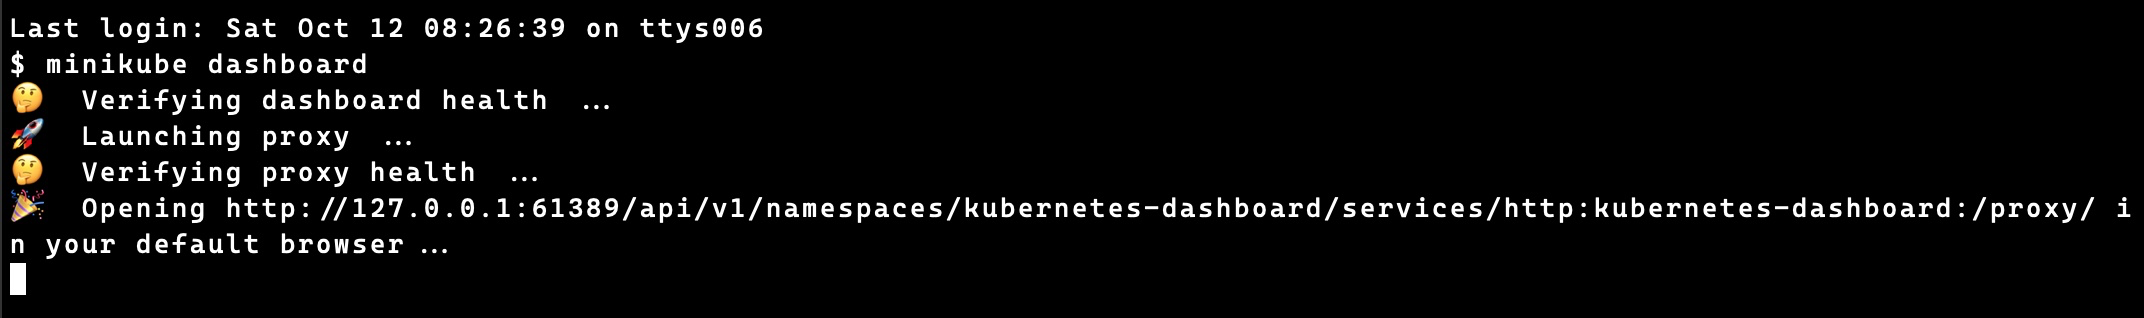 Last login: Sat Oct 12 08:26:39 on ttys006
$ minikube dashboard
🤔  Verifying dashboard health ...
🚀  Launching proxy ...
🤔  Verifying proxy health ...
🎉  Opening http://127.0.0.1:61389/api/v1/namespaces/kubernetes-dashboard/services/http:kubernetes-dashboard:/proxy/ i
n your default browser ...